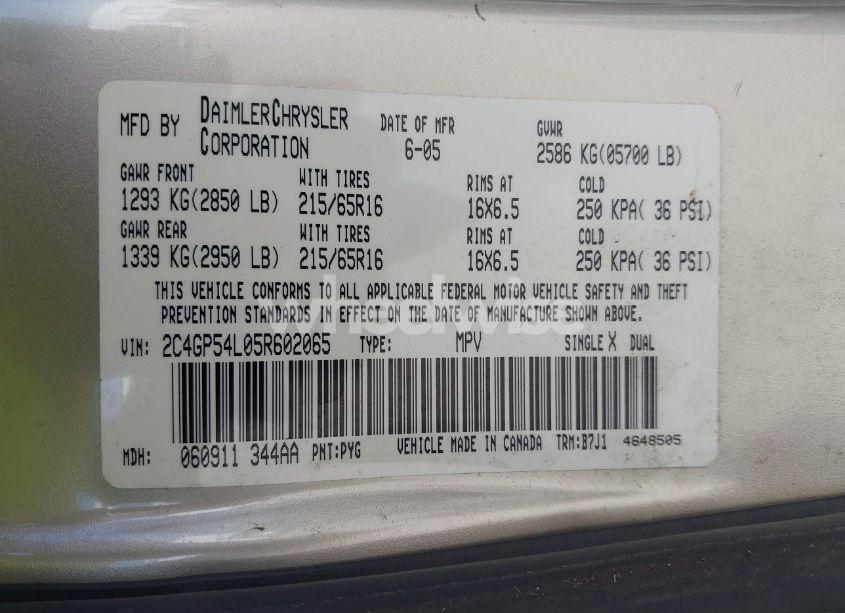 MFD BY DAIMLERCHRYSLER CORPORATION DATE OF MFR 6-05 GVWR 2586 KG(05700 LB)
GAWR FRONT WITH TIRES RIMS AT COLD
1293 KG(2850 LB) 215/65R16 16X6.5 250 KPA( 36 PSI)
GAWR REAR WITH TIRES RIMS AT COLD
1339 KG(2950 LB) 215/65R16 16X6.5 250 KPA( 36 PSI)
THIS VEHICLE CONFORMS TO ALL APPLICABLE FEDERAL MOTOR VEHICLE SAFETY AND THEFT
PREVENTION STANDARDS IN EFFECT ON THE DATE OF MANUFACTURE SHOWN ABOVE.
VIN: 2C4GP54L05R602065 TYPE: MPV SINGLE X DUAL
MDH: 060911 344AA PNT:PYG VEHICLE MADE IN CANADA TRM:B7J1 4648505